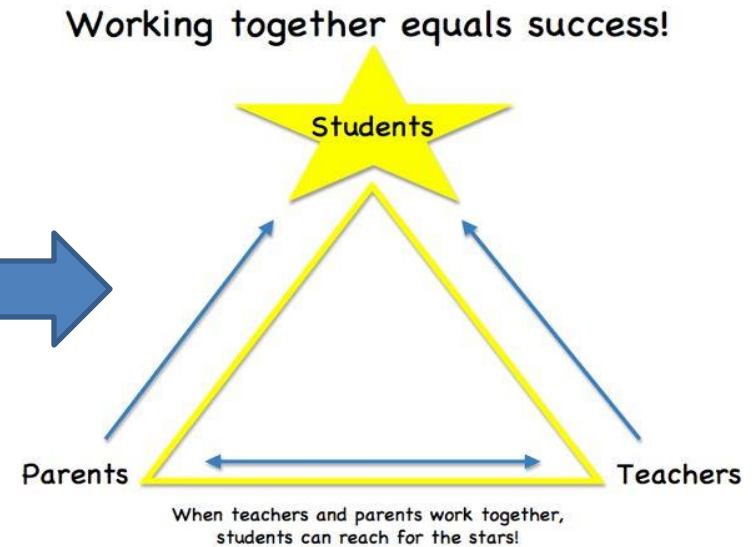 Working together equals success!
Students
Parents
Teachers
When teachers and parents work together,
students can reach for the stars!